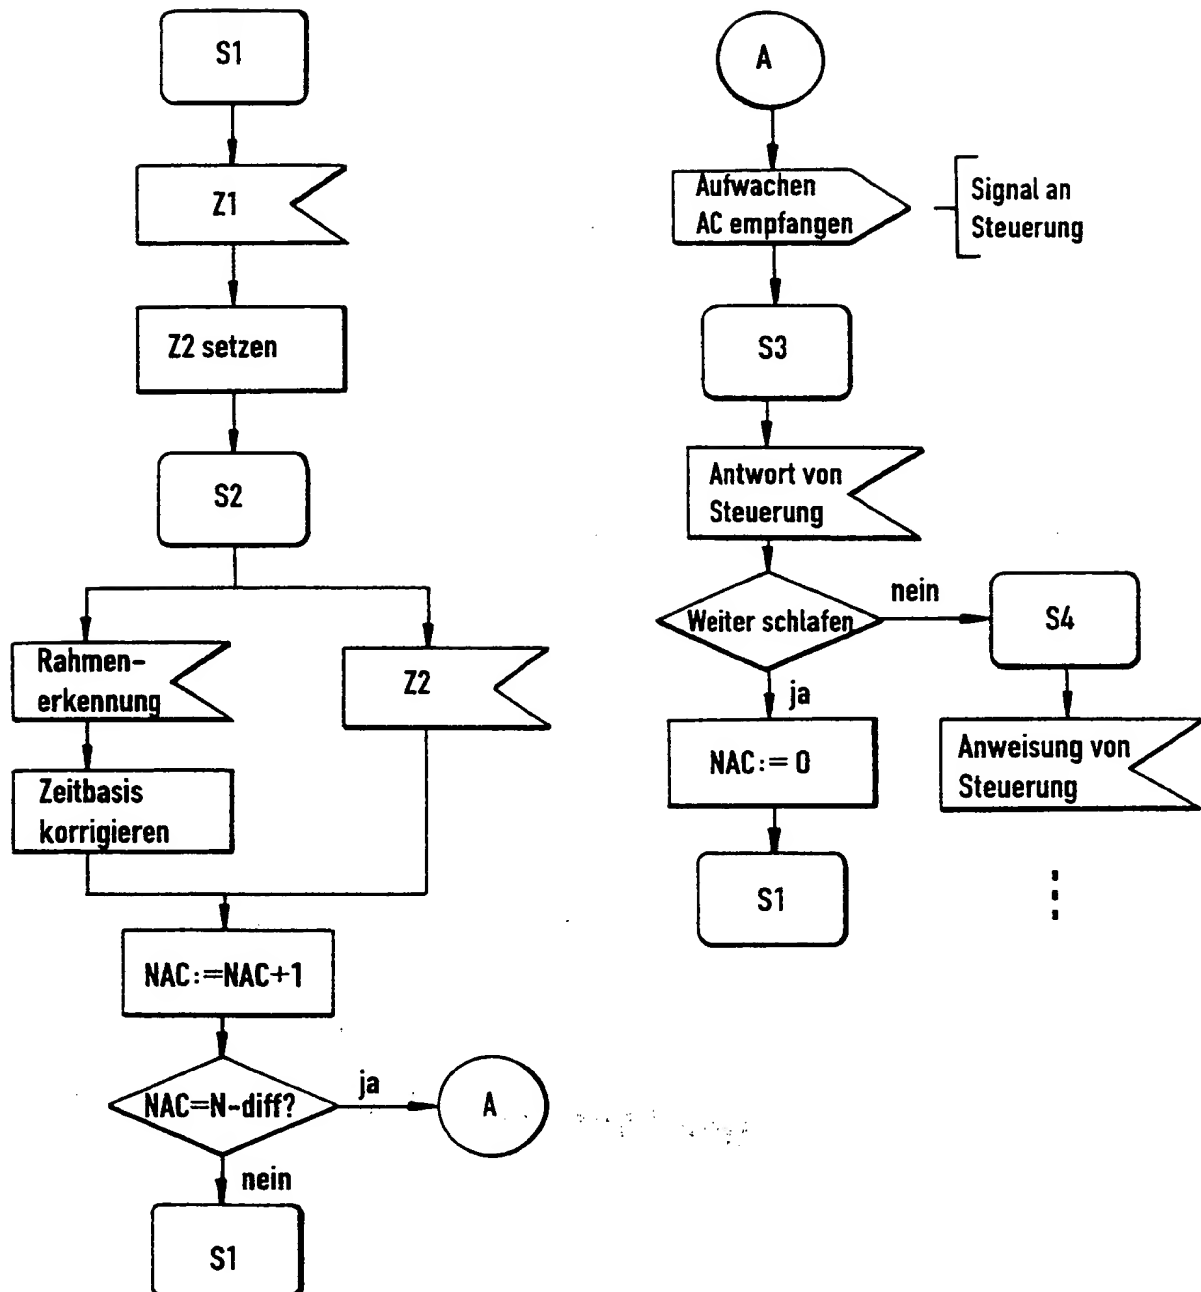 S1
Z1
Z2 setzen
S2
Rahmen-
erkennung
Z2
Zeitbasis
korrigieren
NAC:=NAC+1
NAC=N-diff?
ja
A
nein
S1
A
Aufwachen
AC empfangen
Signal an
Steuerung
S3
Antwort von
Steuerung
Weiter schlafen
nein
S4
ja
NAC:=0
Anweisung von
Steuerung
S1